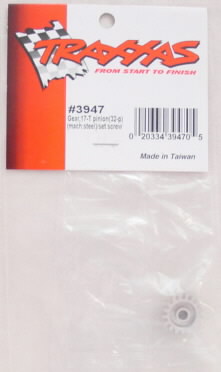 TRAXXAS
FROM START TO FINISH
#3947
Gear,17-T pinion(32-p)
(mach.steel)/set screw
0 20334 39470 5
Made in Taiwan